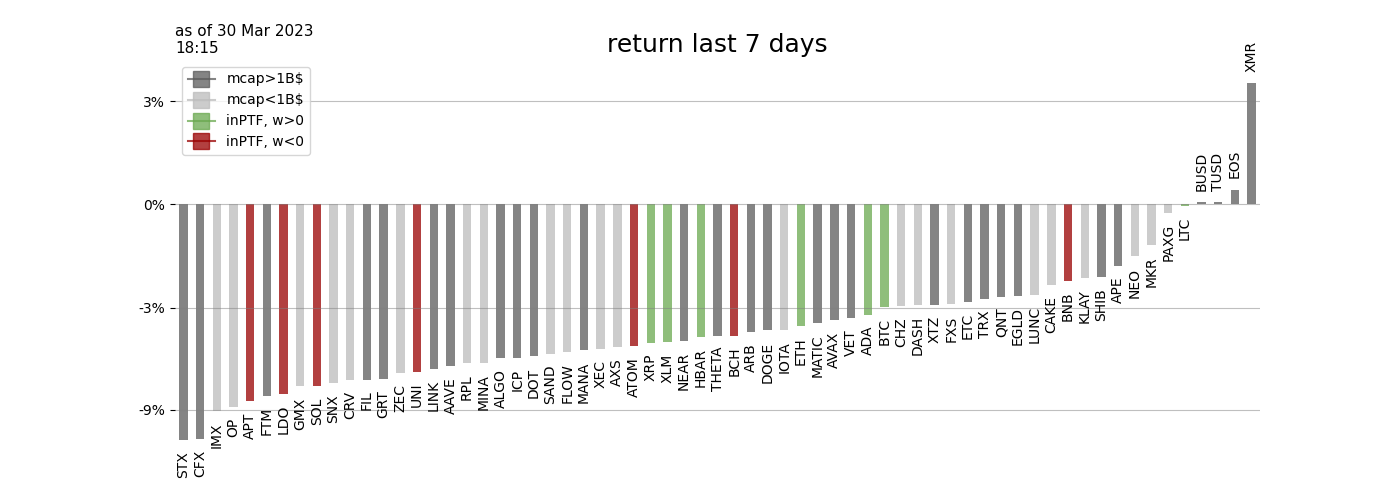 as of 30 Mar 2023
18:15
return last 7 days
mcap>1B$
mcap<1B$
inPTF, w>0
inPTF, w<0
3%
0%
-3%
-9%
STX
CFX
IMX
OP
APT
FTM
LDO
GMX
SOL
SNX
CRV
FIL
GRT
ZEC
UNI
LINK
AAVE
RPL
MINA
ALGO
ICP
DOT
SAND
FLOW
MANA
XEC
AXS
ATOM
XRP
XLM
NEAR
HBAR
THETA
BCH
ARB
DOGE
IOTA
ETH
MATIC
AVAX
VET
ADA
BTC
CHZ
DASH
XTZ
FXS
ETC
TRX
QNT
EGLD
LUNC
CAKE
BNB
KLAY
SHIB
APE
NEO
MKR
PAXG
LTC
BUSD
TUSD
EOS
XMR